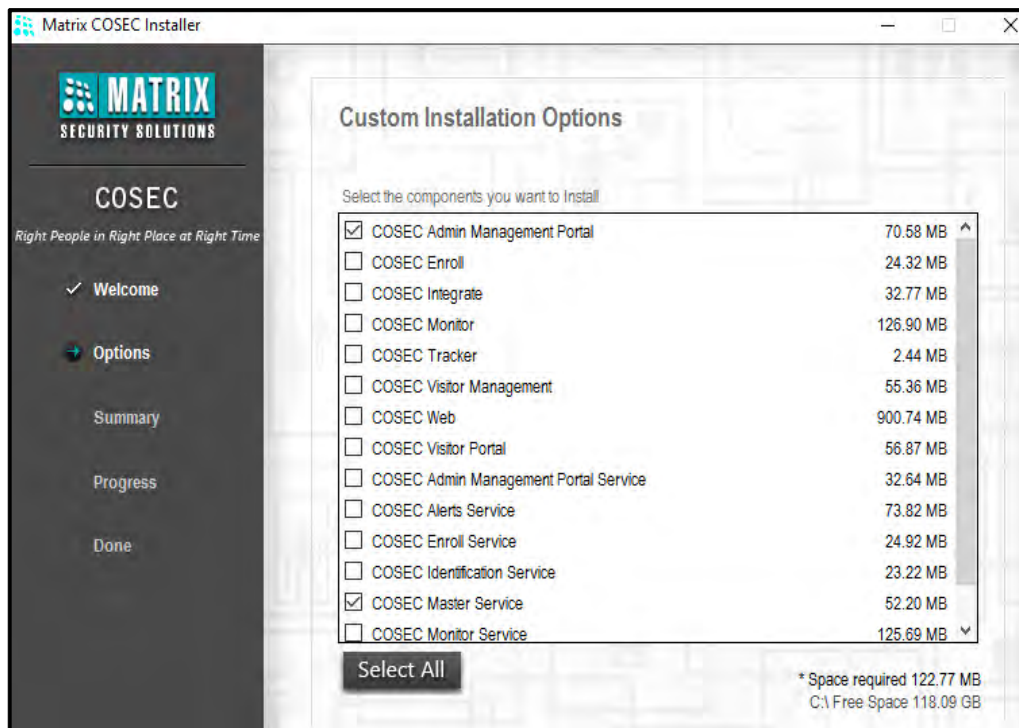 Matrix COSEC Installer
MATRIX
SECURITY SOLUTIONS
COSEC
Right People in Right Place at Right Time
Welcome
Options
Summary
Progress
Done
Custom Installation Options
Select the components you want to Install
COSEC Admin Management Portal 70.58 MB
COSEC Enroll 24.32 MB
COSEC Integrate 32.77 MB
COSEC Monitor 126.90 MB
COSEC Tracker 2.44 MB
COSEC Visitor Management 55.36 MB
COSEC Web 900.74 MB
COSEC Visitor Portal 56.87 MB
COSEC Admin Management Portal Service 32.64 MB
COSEC Alerts Service 73.82 MB
COSEC Enroll Service 24.92 MB
COSEC Identification Service 23.22 MB
COSEC Master Service 52.20 MB
COSEC Monitor Service 125.69 MB
Select All
* Space required 122.77 MB
C:\ Free Space 118.09 GB